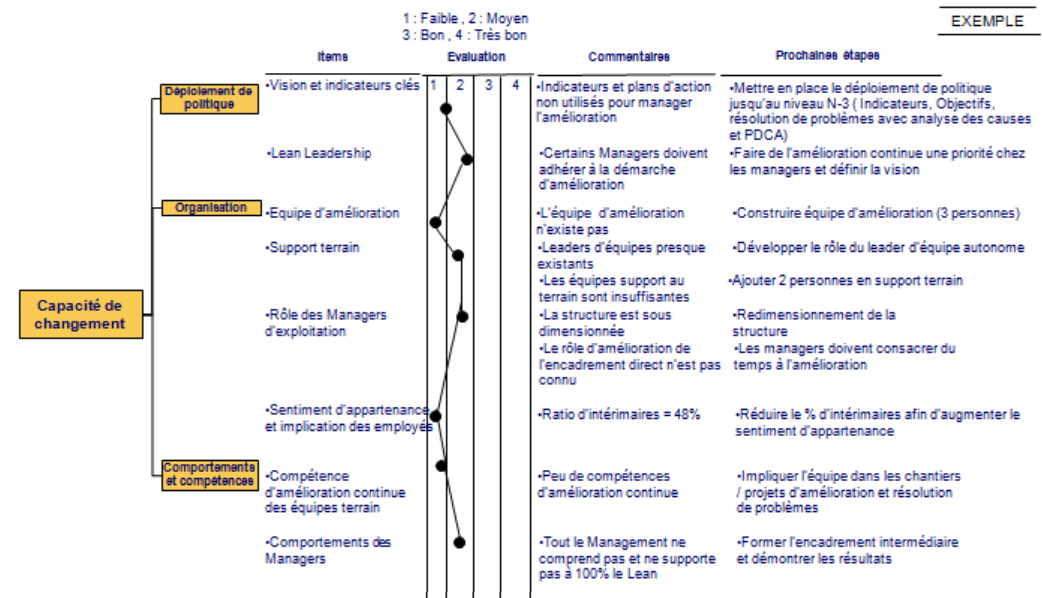 1 : Faible , 2 : Moyen
3 : Bon , 4 : Très bon
EXEMPLE
Items
Evaluation
Commentaires
Prochaines étapes
1 2 3 4
Capacité de
changement
Déploiement de
politique
•Vision et indicateurs clés
•Indicateurs et plans d'action
non utilisés pour manager
l'amélioration
•Mettre en place le déploiement de politique
jusqu'au niveau N-3 ( Indicateurs, Objectifs,
résolution de problèmes avec analyse des causes
et PDCA)
•Lean Leadership
•Certains Managers doivent
adhérer à la démarche
d'amélioration
•Faire de l'amélioration continue une priorité chez
les managers et définir la vision
Organisation
•Equipe d'amélioration
•L'équipe d'amélioration
n'existe pas
•Construire équipe d'amélioration (3 personnes)
•Support terrain
•Leaders d'équipes presque
existants
•Les équipes support au
terrain sont insuffisantes
•Développer le rôle du leader d'équipe autonome
•Ajouter 2 personnes en support terrain
•Rôle des Managers
d'exploitation
•La structure est sous
dimensionnée
•Le rôle d'amélioration de
l'encadrement direct n'est pas
connu
•Redimensionnement de la
structure
•Les managers doivent consacrer du
temps à l'amélioration
•Sentiment d'appartenance
et implication des employés
•Ratio d'intérimaires = 48%
•Réduire le % d'intérimaires afin d'augmenter le
sentiment d'appartenance
Comportements
et compétences
•Compétence
d'amélioration continue
des équipes terrain
•Peu de compétences
d'amélioration continue
•Impliquer l'équipe dans les chantiers
/ projets d'amélioration et résolution
de problèmes
•Comportements des
Managers
•Tout le Management ne
comprend pas et ne supporte
pas à 100% le Lean
•Former l'encadrement intermédiaire
et démontrer les résultats